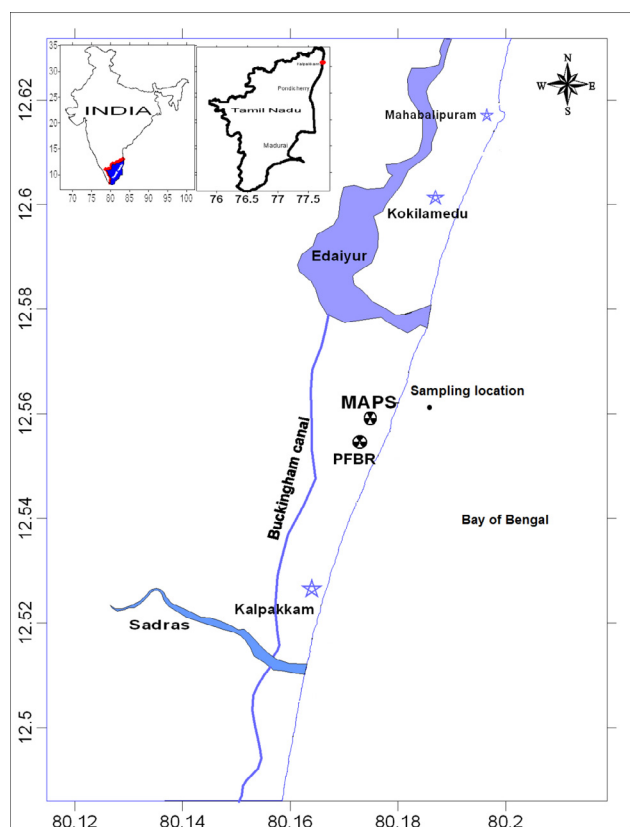 35
30
25
20
15
10
INDIA
70
80
90
100
Kalpakkam
Pondicherry
Tamil Nadu
Madurai
76
76.5
77
77.5
N
W
E
S
12.62
12.6
12.58
12.56
12.54
12.52
12.5
Mahabalipuram
Kokilamedu
Edaiyur
Sampling location
MAPS
PFBR
Buckingham canal
Bay of Bengal
Kalpakkam
Sadras
80.12
80.14
80.16
80.18
80.2